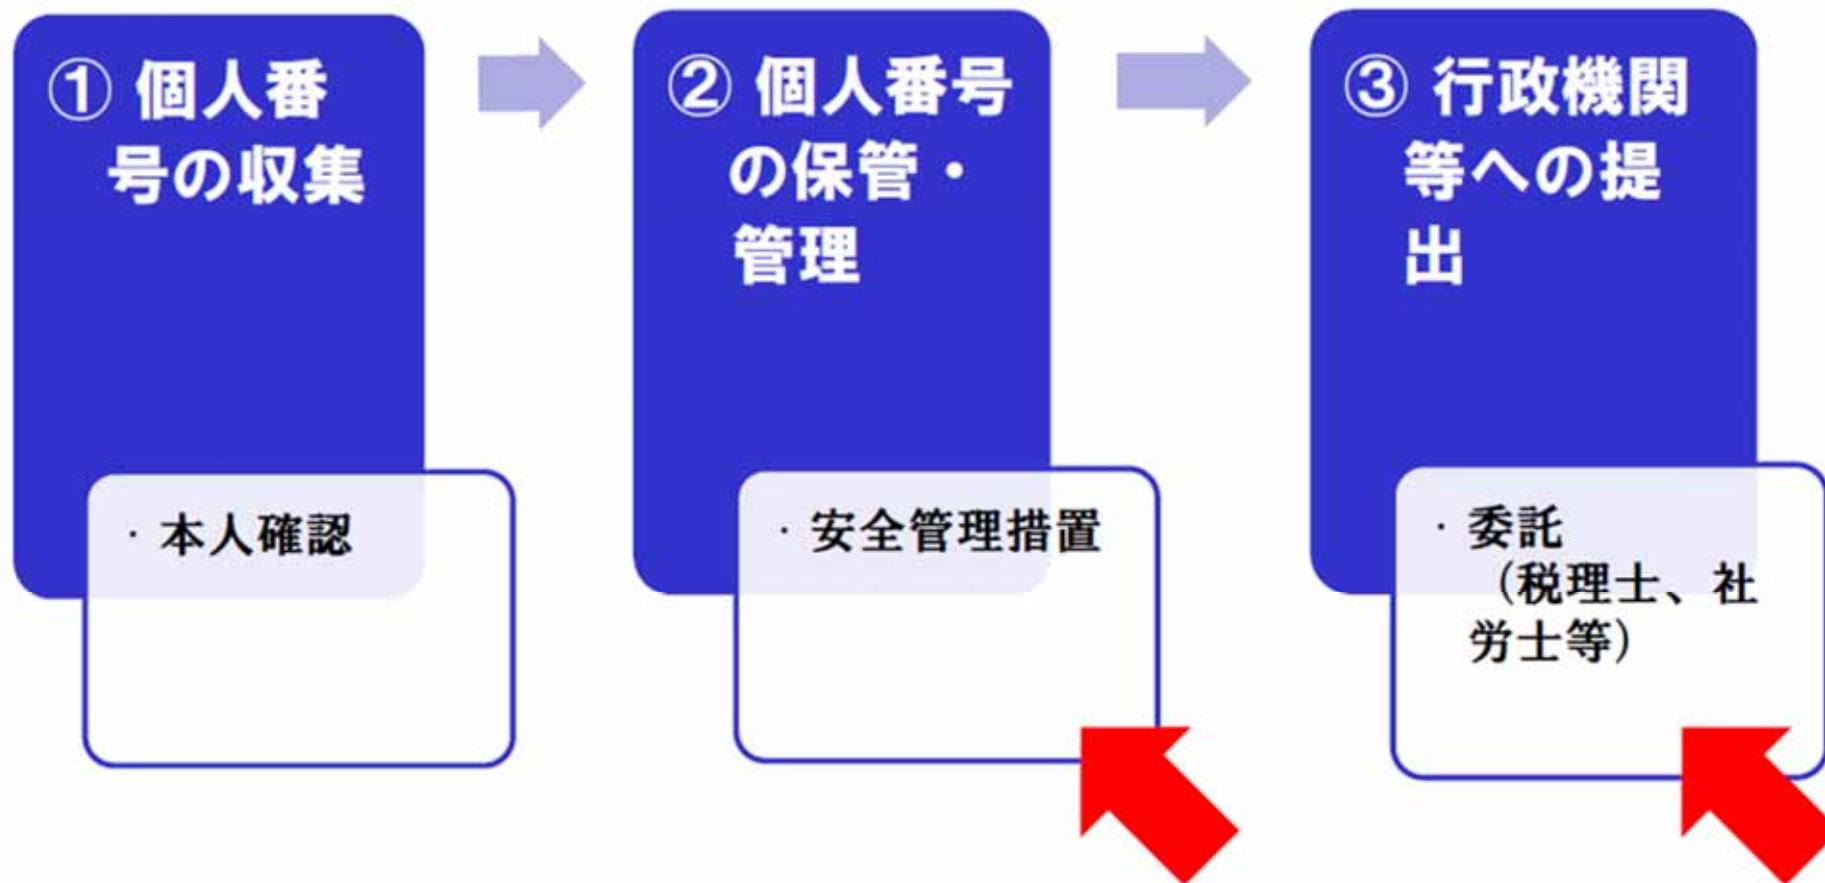 ① 個人番
号の収集
・本人確認
② 個人番号
の保管・
管理
・安全管理措置
③ 行政機関
等への提
出
・委託
（税理士、社
労士等）